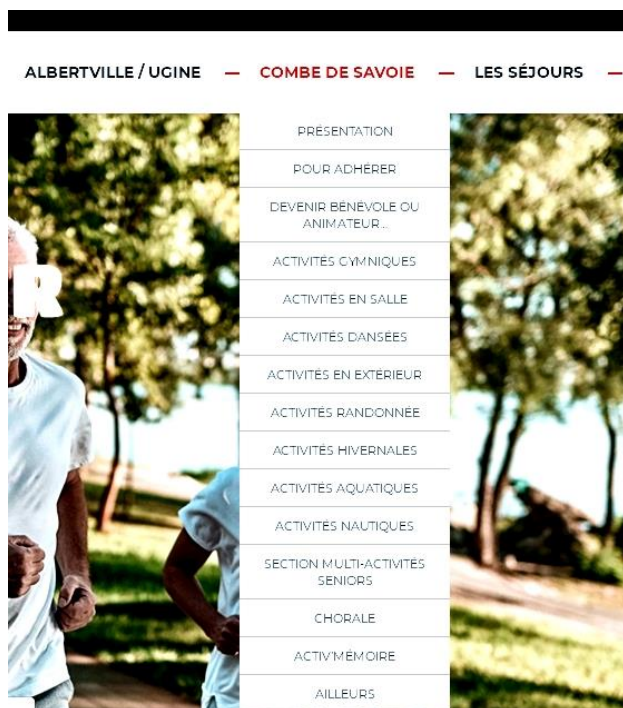 ALBERTVILLE / UGINE — COMBE DE SAVOIE — LES SÉJOURS —
PRÉSENTATION
POUR ADHÉRER
DEVENIR BÉNÉVOLE OU
ANIMATEUR...
ACTIVITÉS GYMNIQUES
R
ACTIVITÉS EN SALLE
ACTIVITÉS DANSÉES
ACTIVITÉS EN EXTÉRIEUR
ACTIVITÉS RANDONNÉE
ACTIVITÉS HIVERNALES
ACTIVITÉS AQUATIQUES
ACTIVITÉS NAUTIQUES
SECTION MULTI-ACTIVITÉS
SENIORS
CHORALE
ACTIV'MÉMOIRE
AILLEURS